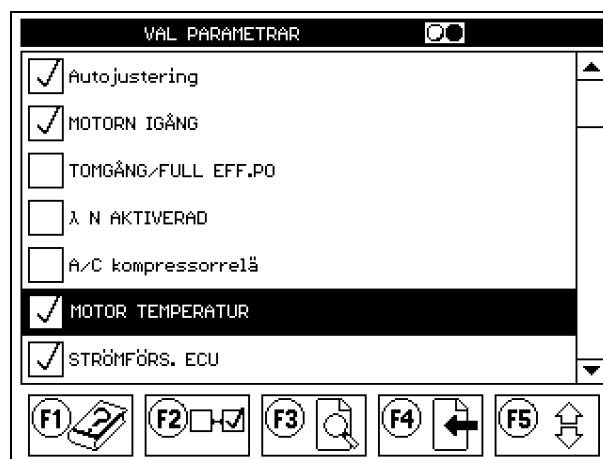 VAL PARAMETRAR
Autojustering
MOTORN IGÅNG
TOMGÅNG/FULL EFF.PO
λ N AKTIVERAD
A/C kompressorrelä
MOTOR TEMPERATUR
STRÖMFÖRS. ECU
F1 F2 F3 F4 F5